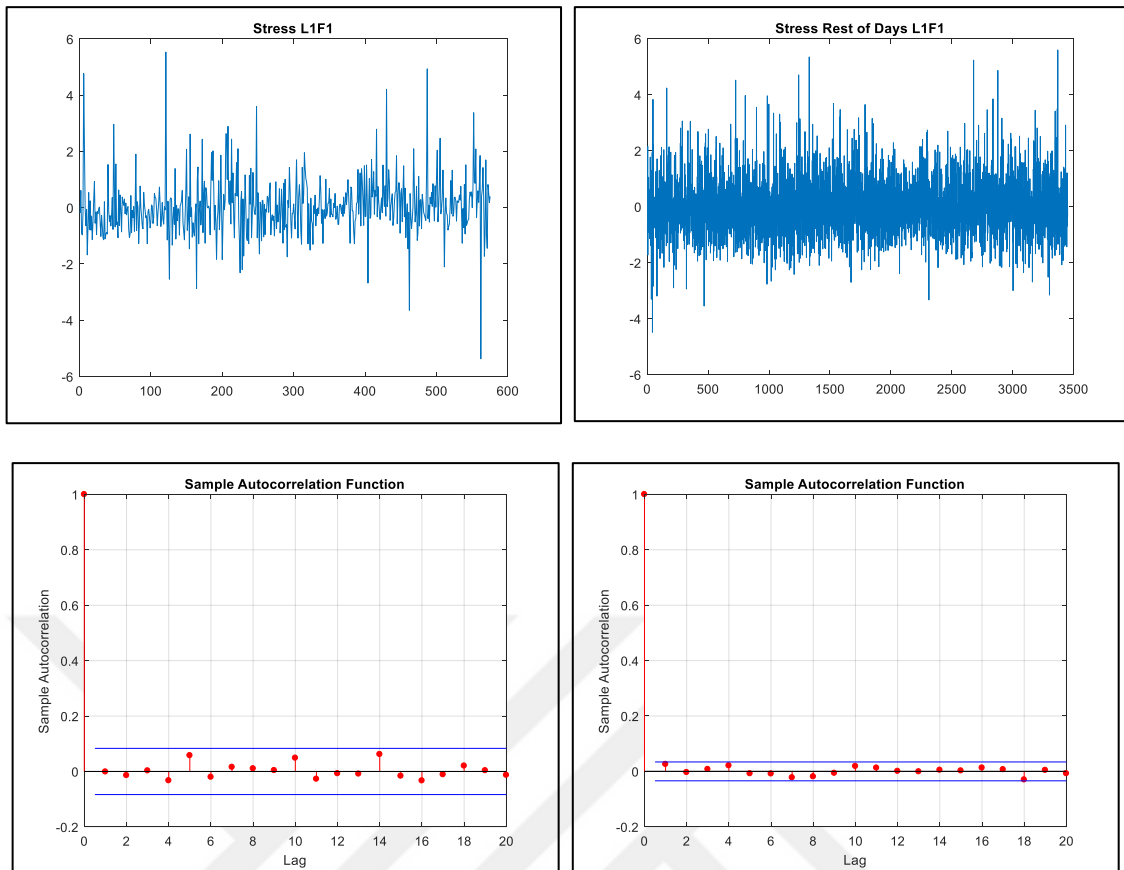 Stress L1F1
6
4
2
0
-2
-4
-6
0 100 200 300 400 500 600
Stress Rest of Days L1F1
6
4
2
0
-2
-4
-6
0 500 1000 1500 2000 2500 3000 3500
Sample Autocorrelation Function
Sample Autocorrelation
1
0.8
0.6
0.4
0.2
0
-0.2
0 2 4 6 8 10 12 14 16 18 20
Lag
Sample Autocorrelation Function
Sample Autocorrelation
1
0.8
0.6
0.4
0.2
0
-0.2
0 2 4 6 8 10 12 14 16 18 20
Lag